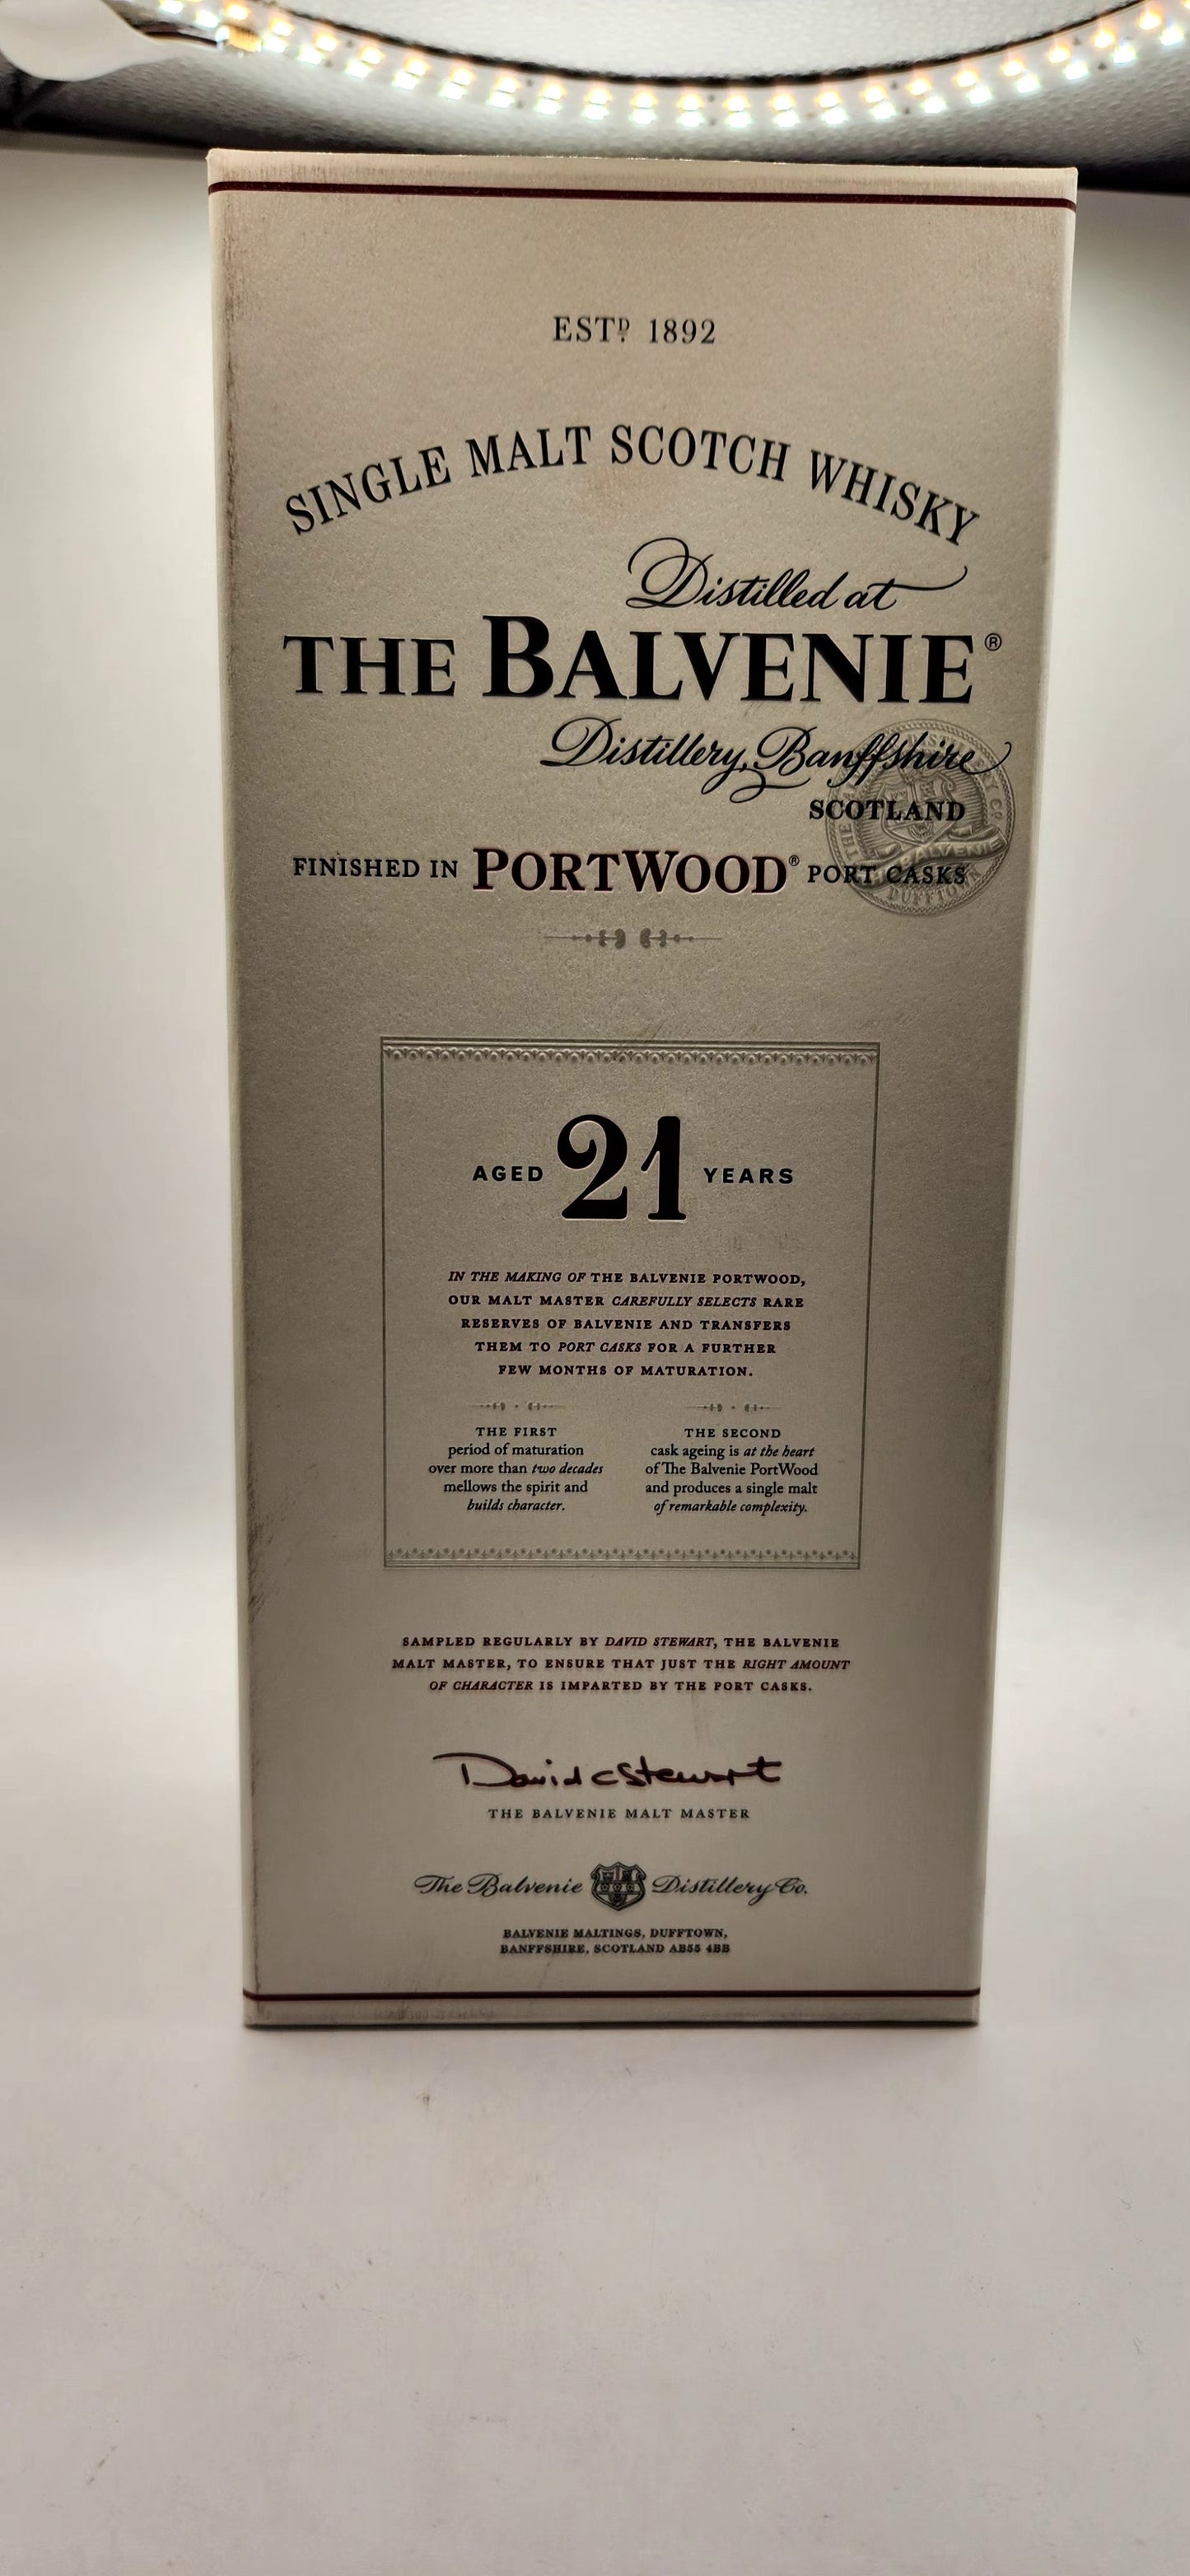 ESTD 1892
SINGLE MALT SCOTCH WHISKY
Distilled at
THE BALVENIE®
Distillery, Banffshire
SCOTLAND
FINISHED IN PORTWOOD® PORT CASKS
AGED 21 YEARS
IN THE MAKING OF THE BALVENIE PORTWOOD,
OUR MALT MASTER CAREFULLY SELECTS RARE
RESERVES OF BALVENIE AND TRANSFERS
THEM TO PORT CASKS FOR A FURTHER
FEW MONTHS OF MATURATION.
THE FIRST
period of maturation
over more than two decades
mellows the spirit and
builds character.
THE SECOND
cask ageing is at the heart
of The Balvenie PortWood
and produces a single malt
of remarkable complexity.
SAMPLED REGULARLY BY DAVID STEWART, THE BALVENIE
MALT MASTER, TO ENSURE THAT JUST THE RIGHT AMOUNT
OF CHARACTER IS IMPARTED BY THE PORT CASKS.
David C Stewart
THE BALVENIE MALT MASTER
The Balvenie Distillery Co.
BALVENIE MALTINGS, DUFFTOWN,
BANFFSHIRE, SCOTLAND AB55 4BB